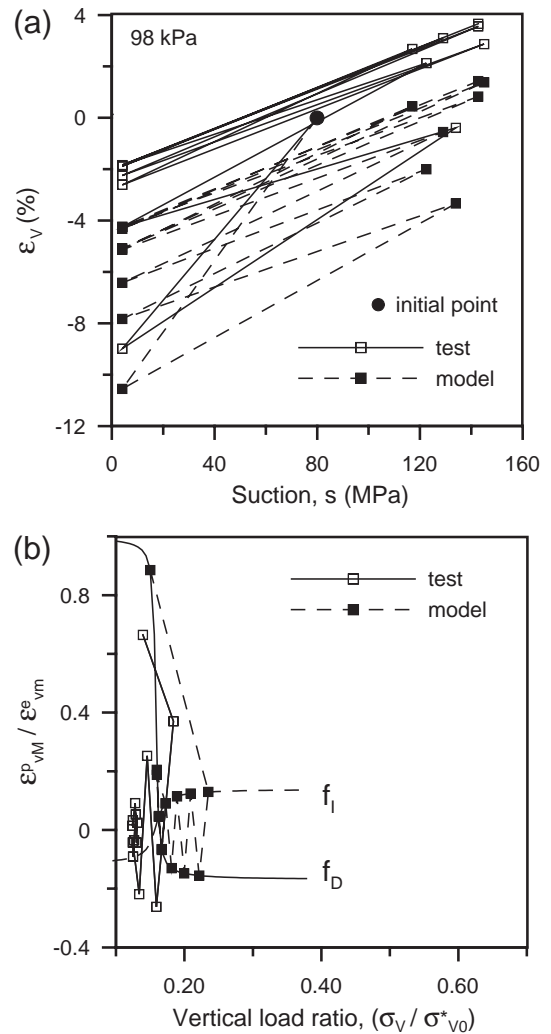 (a)
98 kPa
4
0
-4
-8
-12
εV (%)
initial point
test
model
0 40 80 120 160
Suction, s (MPa)
(b)
0.8
0.4
0
-0.4
εpvM / εevm
test
model
fI
fD
0.20 0.40 0.60
Vertical load ratio, (σV / σ*V0)